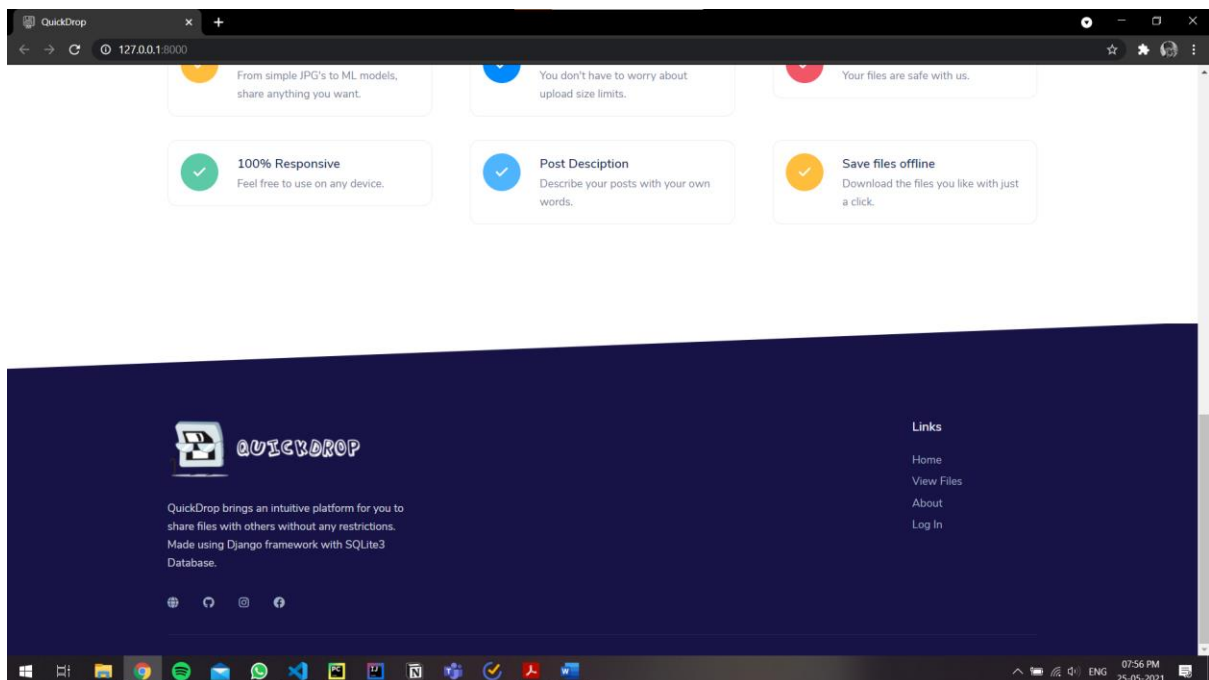 QuickDrop
127.0.0.1:8000
From simple JPG's to ML models,
share anything you want.
You don't have to worry about
upload size limits.
Your files are safe with us.
100% Responsive
Feel free to use on any device.
Post Desciption
Describe your posts with your own
words.
Save files offline
Download the files you like with just
a click.
QUICKDROP
QuickDrop brings an intuitive platform for you to
share files with others without any restrictions.
Made using Django framework with SQLite3
Database.
Links
Home
View Files
About
Log In
PC
IJ
N
W
ENG
07:56 PM
25-05-2021